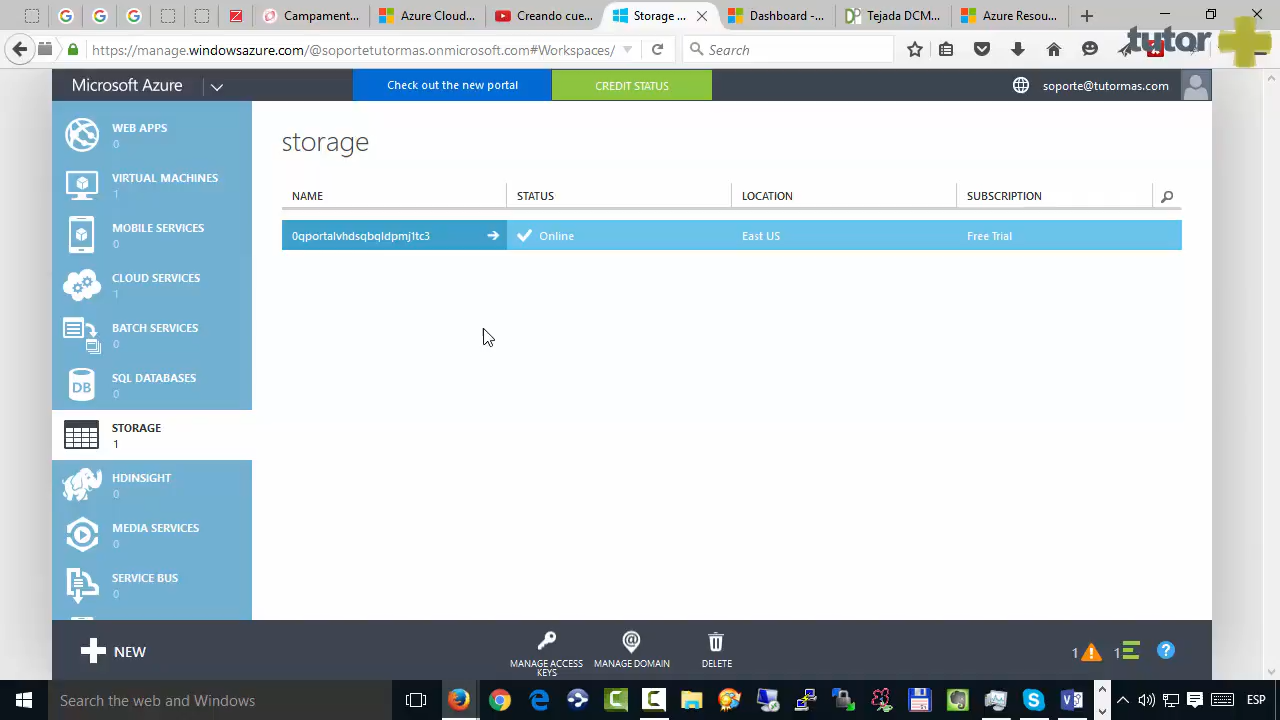 Campament...
Azure Cloud...
Creando cue...
Storage ...
Dashboard -...
Tejada DCM...
Azure Resou...
https://manage.windowsazure.com/@soportetutormas.onmicrosoft.com#Workspaces/
Search
tutor
Microsoft Azure
Check out the new portal
CREDIT STATUS
soporte@tutormas.com
WEB APPS
0
VIRTUAL MACHINES
1
MOBILE SERVICES
0
CLOUD SERVICES
1
BATCH SERVICES
0
SQL DATABASES
0
DB
STORAGE
1
HDINSIGHT
0
MEDIA SERVICES
0
SERVICE BUS
0
storage
NAME STATUS LOCATION SUBSCRIPTION
0qportalvhdsqbqldpmj1tc3 Online East US Free Trial
NEW
MANAGE ACCESS
KEYS
MANAGE DOMAIN
DELETE
1
1
?
Search the web and Windows
ESP